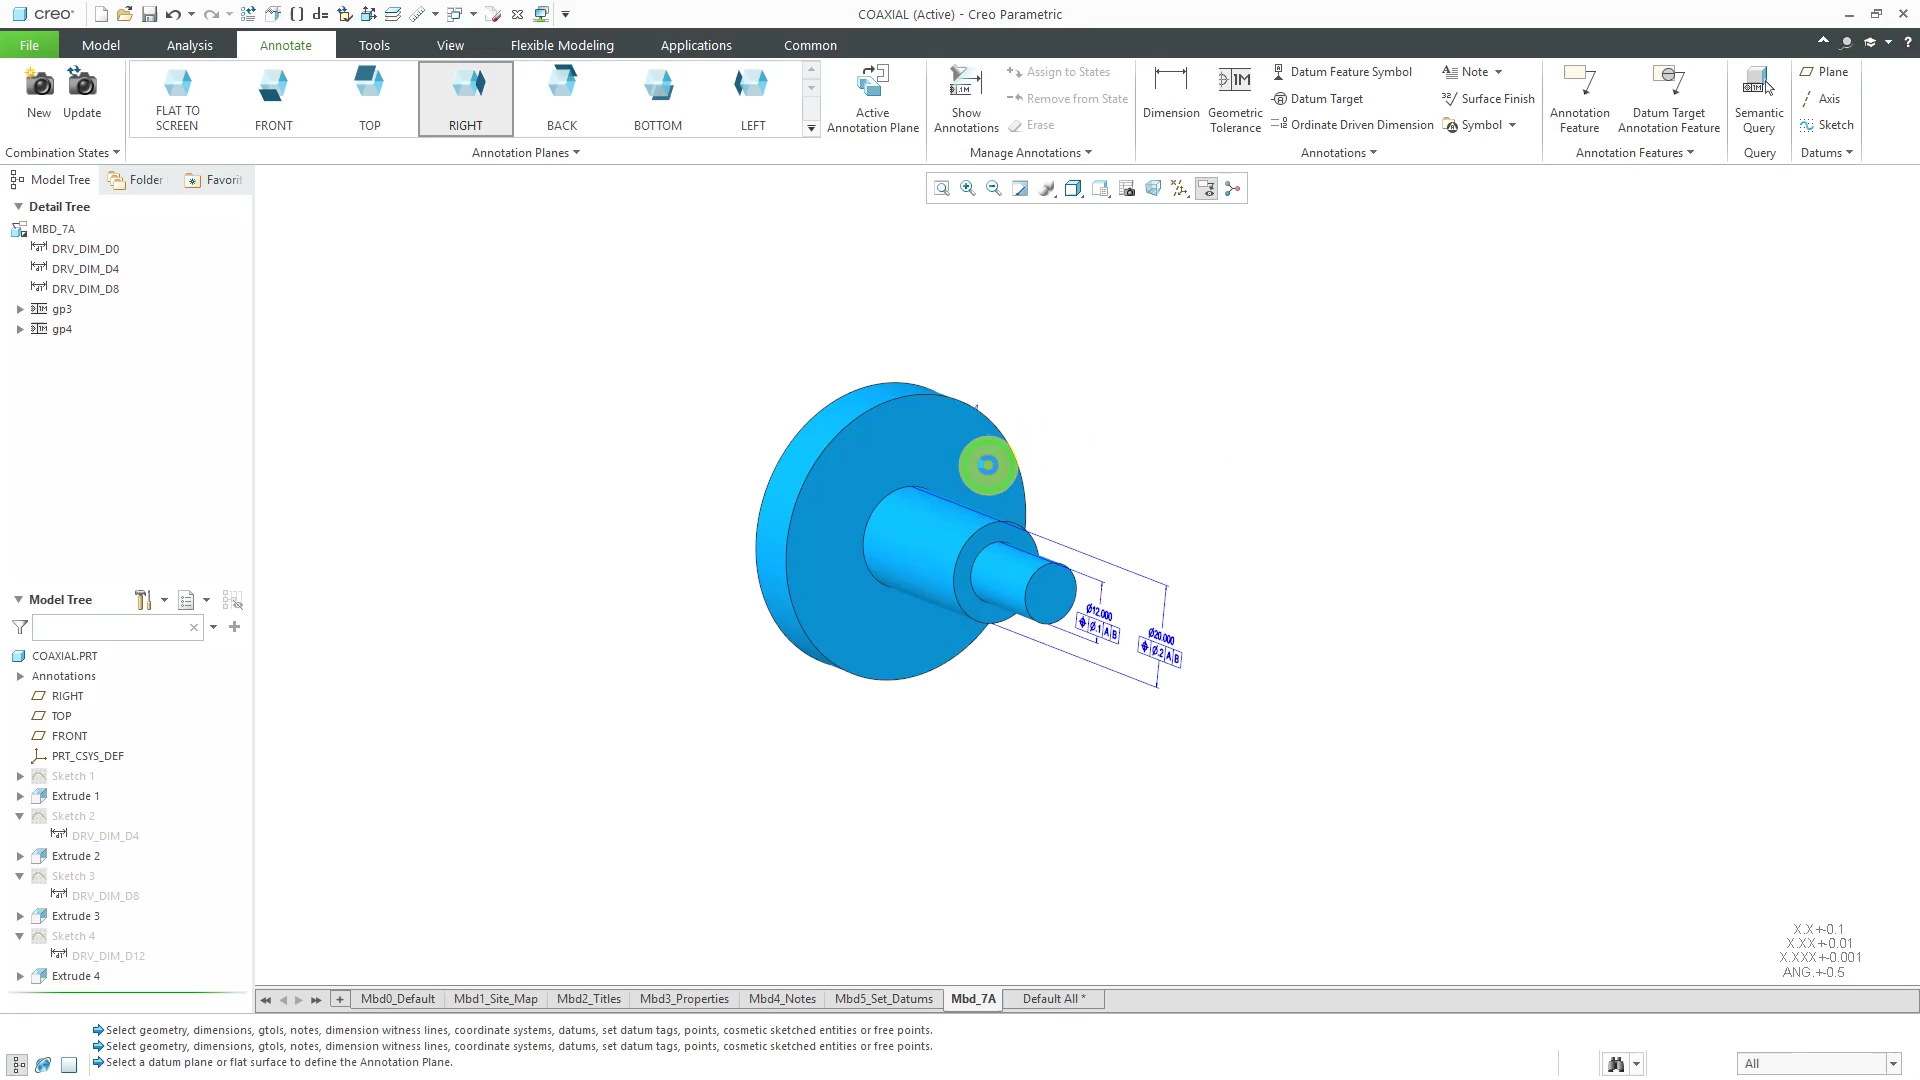 creo
COAXIAL (Active) - Creo Parametric
File
Model
Analysis
Annotate
Tools
View
Flexible Modeling
Applications
Common
New
Update
Combination States
FLAT TO SCREEN
FRONT
TOP
RIGHT
BACK
BOTTOM
LEFT
Annotation Planes
Active Annotation Plane
Show Annotations
Assign to States
Remove from State
Erase
Manage Annotations
Dimension
Geometric Tolerance
Datum Feature Symbol
Datum Target
Ordinate Driven Dimension
Note
Surface Finish
Symbol
Annotations
Annotation Feature
Datum Target Annotation Feature
Annotation Features
Semantic Query
Query
Plane
Axis
Sketch
Datums
Model Tree
Folder
Favorit
Detail Tree
MBD_7A
DRV_DIM_D0
DRV_DIM_D4
DRV_DIM_D8
gp3
gp4
Model Tree
COAXIAL.PRT
Annotations
RIGHT
TOP
FRONT
PRT_CSYS_DEF
Sketch 1
Extrude 1
Sketch 2
DRV_DIM_D4
Extrude 2
Sketch 3
DRV_DIM_D8
Extrude 3
Sketch 4
DRV_DIM_D12
Extrude 4
Ø12.000
⌖ Ø.1 A B
Ø20.000
⌖ Ø.2 A B
X.X+-0.1
X.XX+-0.01
X.XXX+-0.001
ANG.+-0.5
Mbd0_Default
Mbd1_Site_Map
Mbd2_Titles
Mbd3_Properties
Mbd4_Notes
Mbd5_Set_Datums
Mbd_7A
Default All *
Select geometry, dimensions, gtols, notes, dimension witness lines, coordinate systems, datums, set datum tags, points, cosmetic sketched entities or free points.
Select geometry, dimensions, gtols, notes, dimension witness lines, coordinate systems, datums, set datum tags, points, cosmetic sketched entities or free points.
Select a datum plane or flat surface to define the Annotation Plane.
All